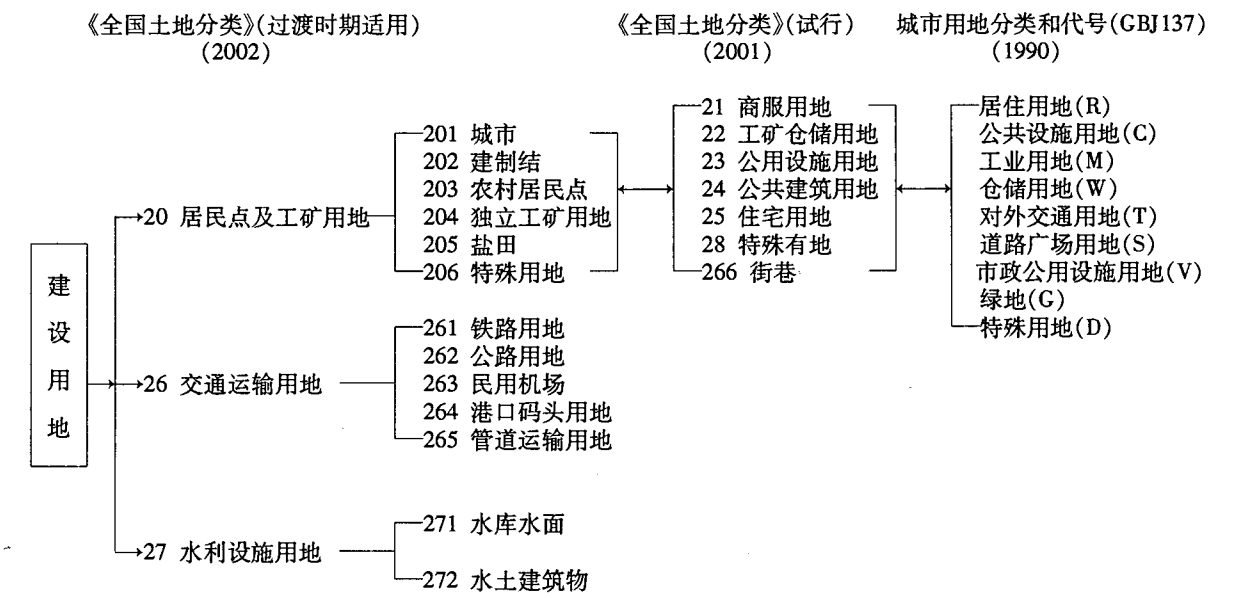 《全国土地分类》(过渡时期适用)
(2002)
《全国土地分类》(试行)
(2001)
城市用地分类和代号(GBJ137)
(1990)
建设用地
20 居民点及工矿用地
201 城市
202 建制结
203 农村居民点
204 独立工矿用地
205 盐田
206 特殊用地
21 商服用地
22 工矿仓储用地
23 公用设施用地
24 公共建筑用地
25 住宅用地
28 特殊有地
266 街巷
居住用地(R)
公共设施用地(C)
工业用地(M)
仓储用地(W)
对外交通用地(T)
道路广场用地(S)
市政公用设施用地(V)
绿地(G)
特殊用地(D)
26 交通运输用地
261 铁路用地
262 公路用地
263 民用机场
264 港口码头用地
265 管道运输用地
27 水利设施用地
271 水库水面
272 水土建筑物